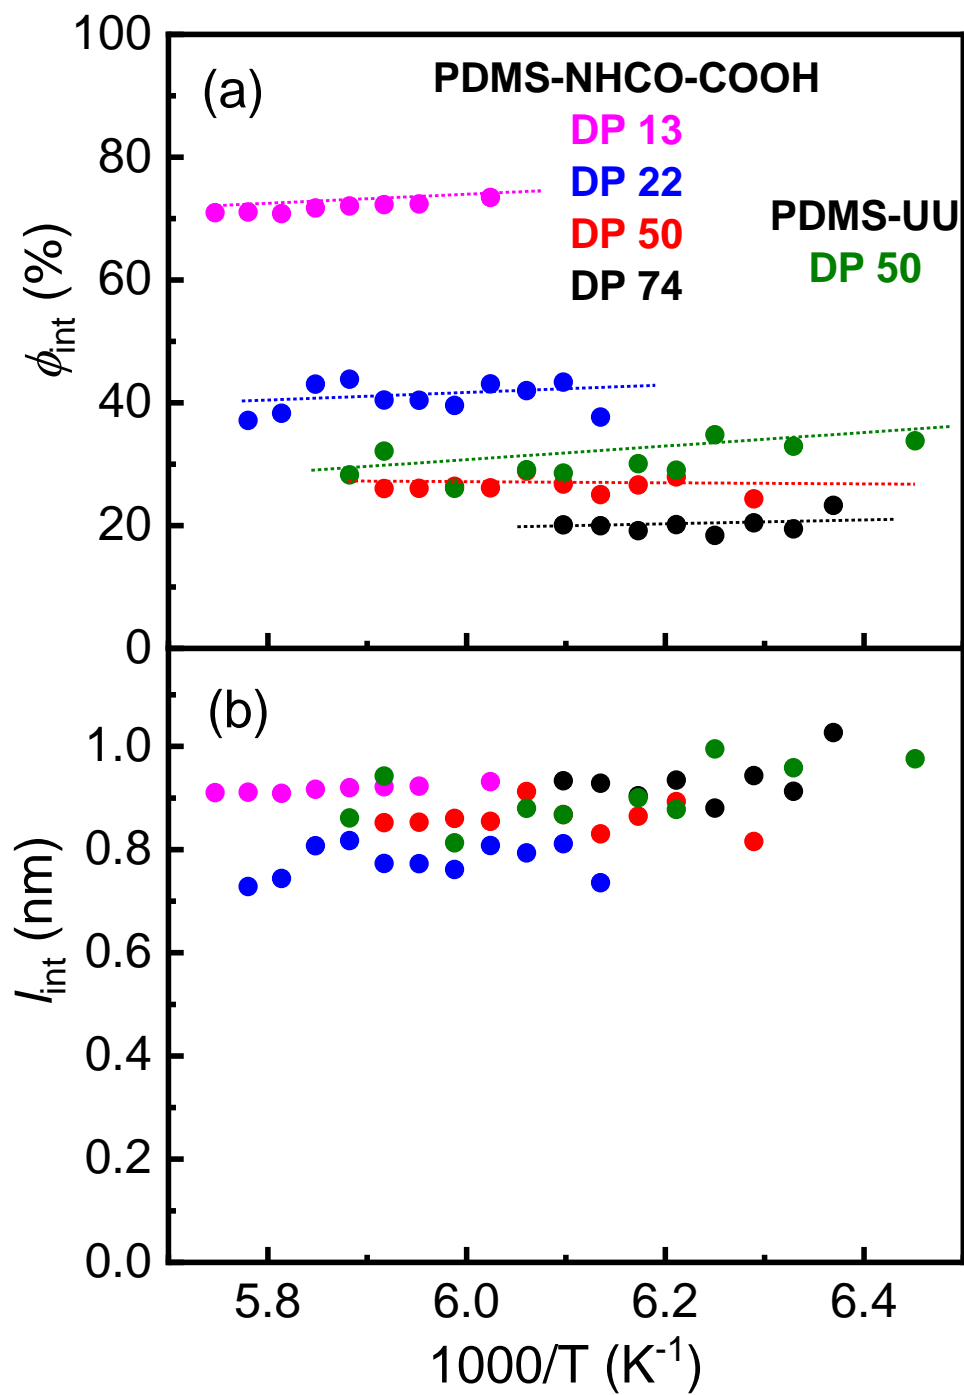 100
(a)
PDMS-NHCO-COOH
DP 13
80
DP 22
PDMS-UU
DP 50
DP 50
60
DP 74
ϕint (%)
40
20
0
(b)
1.0
0.8
lint (nm)
0.6
0.4
0.2
0.0
5.8 6.0 6.2 6.4
1000/T (K-1)